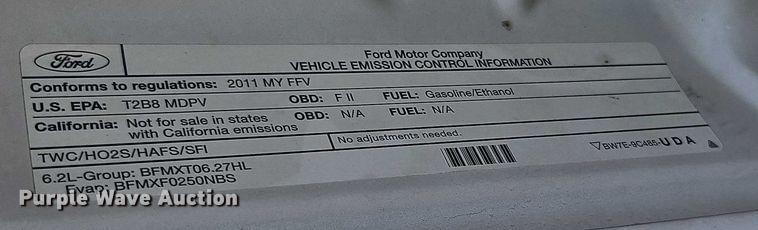 Ford
Ford Motor Company
VEHICLE EMISSION CONTROL INFORMATION
Conforms to regulations: 2011 MY FFV
U.S. EPA: T2B8 MDPV OBD: F II FUEL: Gasoline/Ethanol
California: Not for sale in states with California emissions OBD: N/A FUEL: N/A
TWC/HO2S/HAFS/SFI
No adjustments needed.
6.2L-Group: BFMXT06.27HL
Evap: BFMXF0250NBS
BW7E-9C485-UDA
Purple Wave Auction